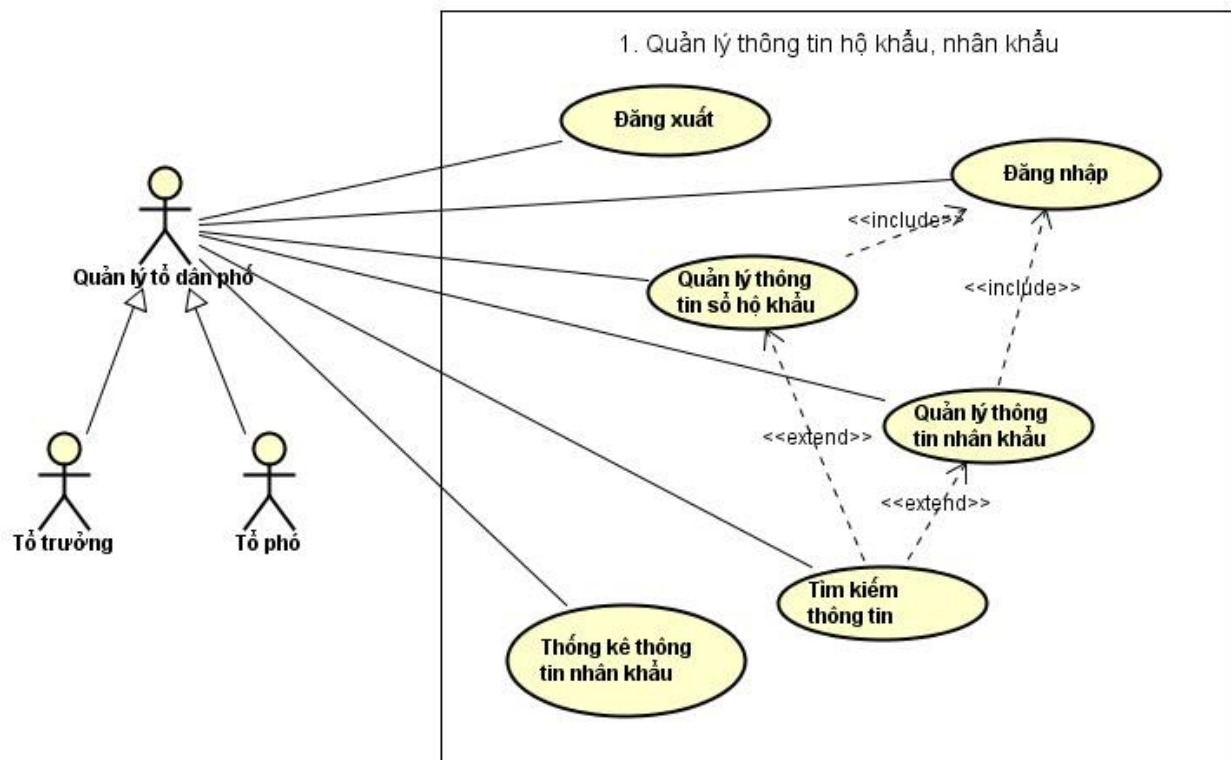 1. Quản lý thông tin hộ khẩu, nhân khẩu
Đăng xuất
Đăng nhập
<<include>>
Quản lý tổ dân phố
Quản lý thông
tin sổ hộ khẩu
<<include>>
Quản lý thông
tin nhân khẩu
<<extend>>
<<extend>>
Tổ trưởng
Tổ phó
Tìm kiếm
thông tin
Thống kê thông
tin nhân khẩu